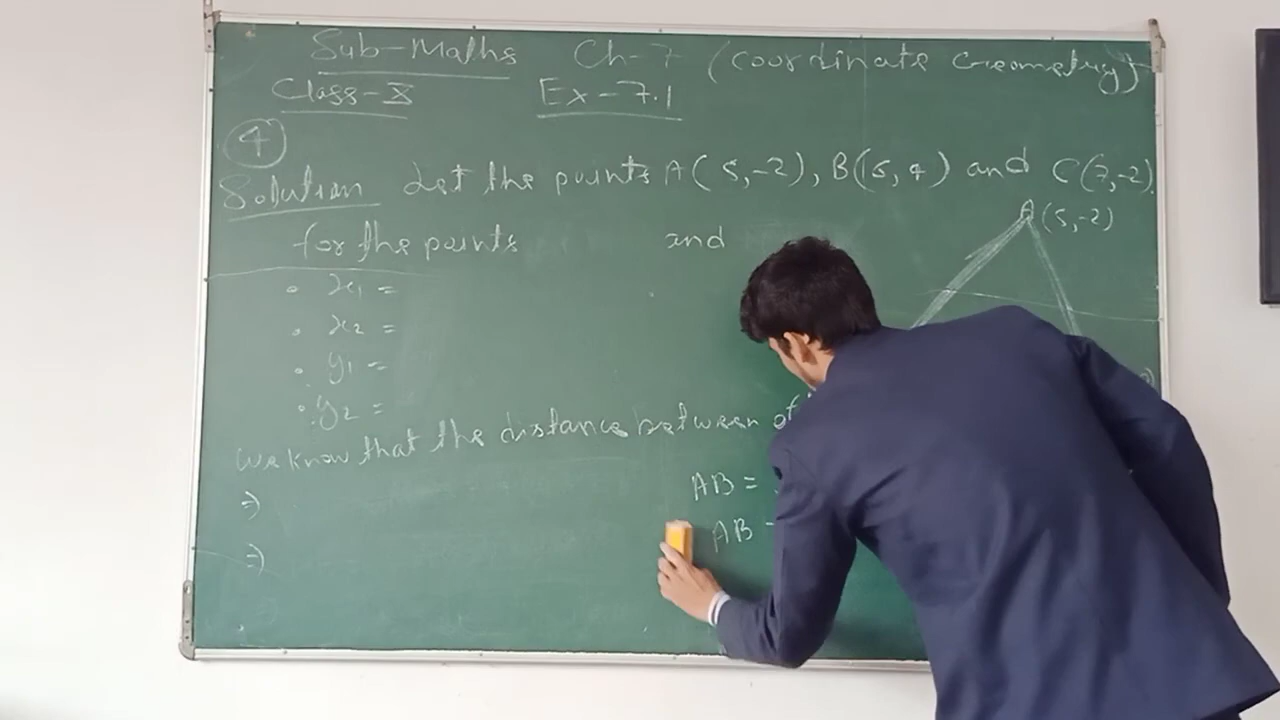 Sub-Maths Ch-7 (Coordinate Geometry)
Class-X Ex-7.1
4
Solution Let the points A(5,-2), B(5,4) and C(7,-2).
A(5,-2)
for the points and
x1 =
x2 =
y1 =
y2 =
We know that the distance between of
⇒ AB =
⇒ AB